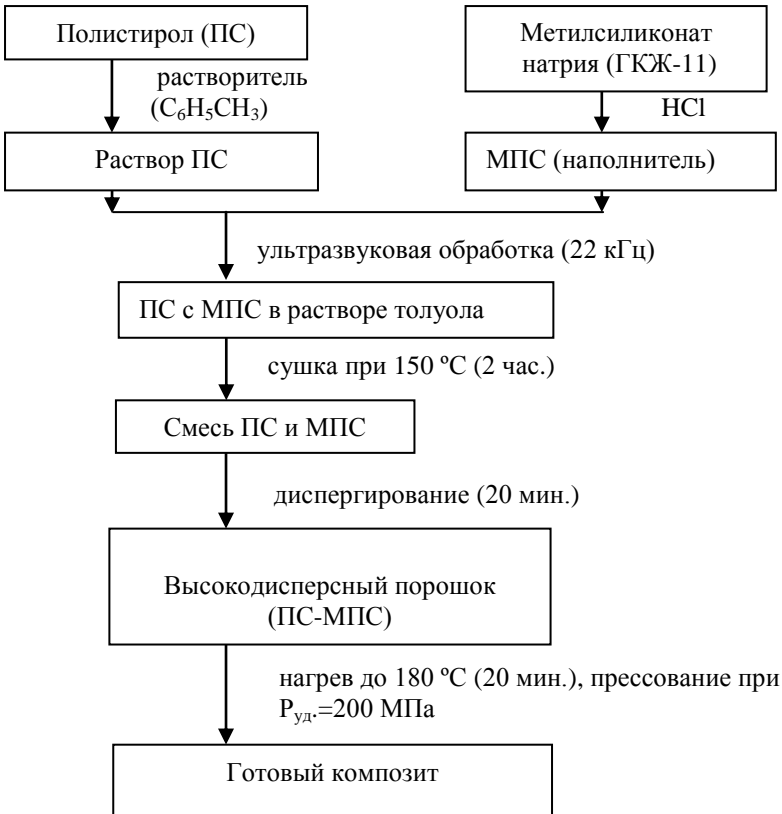 Полистирол (ПС)
Метилсиликонат
натрия (ГКЖ-11)
растворитель
(C₆H₅CH₃)
HCl
Раствор ПС
МПС (наполнитель)
ультразвуковая обработка (22 кГц)
ПС с МПС в растворе толуола
сушка при 150 ºС (2 час.)
Смесь ПС и МПС
диспергирование (20 мин.)
Высокодисперсный порошок
(ПС-МПС)
нагрев до 180 ºС (20 мин.), прессование при
Pуд.=200 МПа
Готовый композит